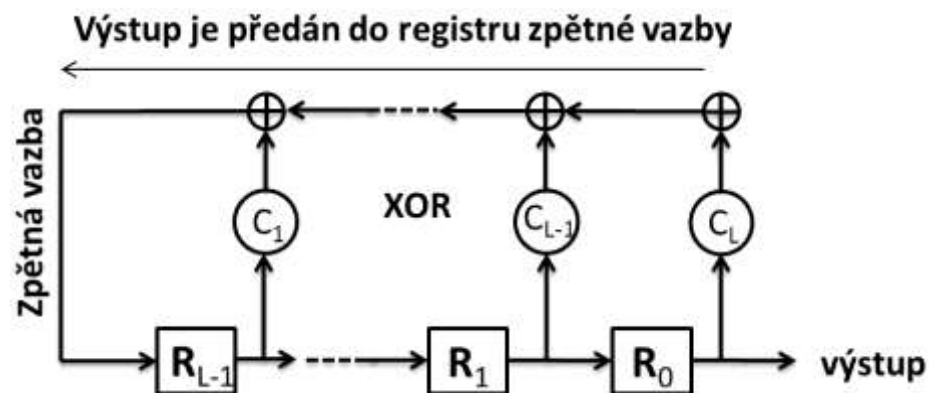 Výstup je předán do registru zpětné vazby
Zpětná vazba
C1
XOR
CL-1
CL
RL-1
R1
R0
výstup